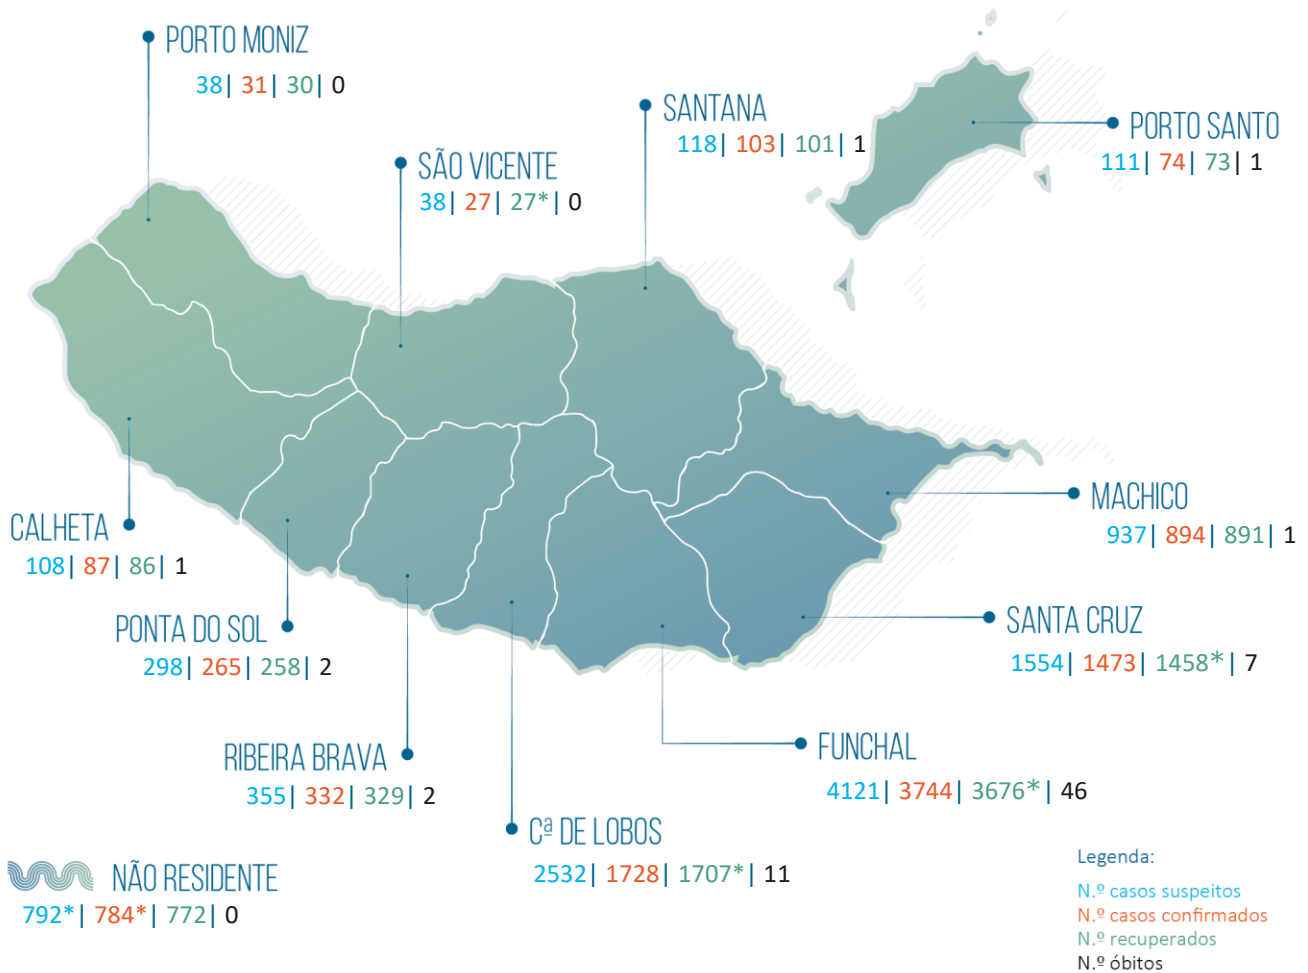 PORTO MONIZ
38| 31| 30| 0
SANTANA
118| 103| 101| 1
PORTO SANTO
111| 74| 73| 1
SÃO VICENTE
38| 27| 27*| 0
MACHICO
937| 894| 891| 1
CALHETA
108| 87| 86| 1
SANTA CRUZ
1554| 1473| 1458*| 7
PONTA DO SOL
298| 265| 258| 2
FUNCHAL
4121| 3744| 3676*| 46
RIBEIRA BRAVA
355| 332| 329| 2
Cª DE LOBOS
2532| 1728| 1707*| 11
NÃO RESIDENTE
792*| 784*| 772| 0
Legenda:
N.º casos suspeitos
N.º casos confirmados
N.º recuperados
N.º óbitos